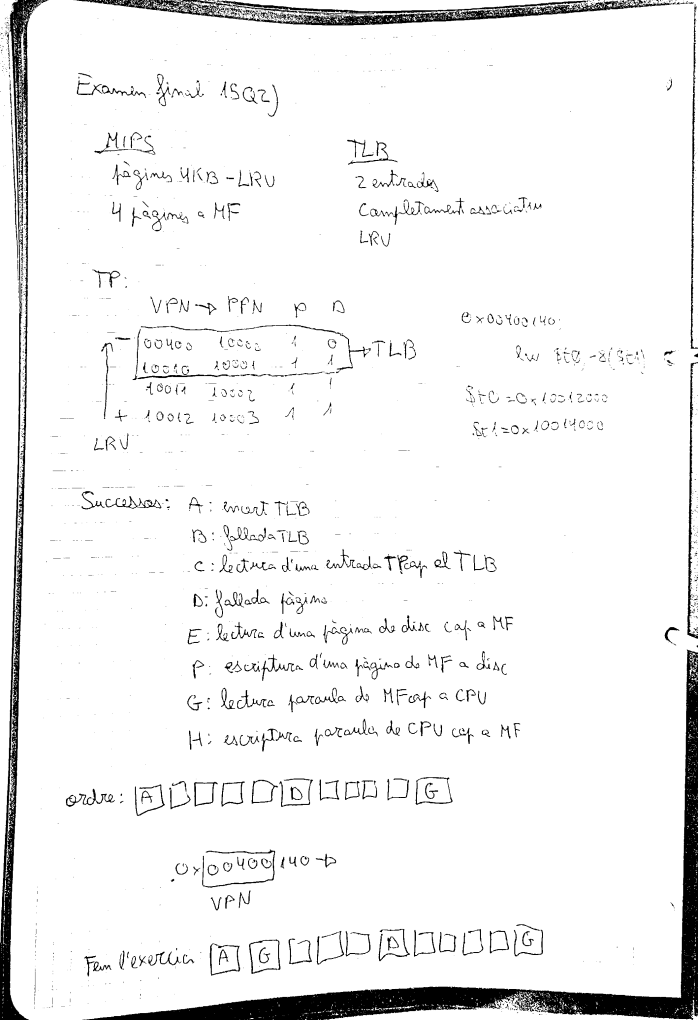 Examen final 15Q2)
MIPS
pàgines 4KB - LRU
4 pàgines a MF
TLB
2 entrades
Completament associatiu
LRU
TP:
VPN → PPN P D
- 00400 10000 1 0
10010 10001 1 1
→ TLB
10011 10002 1 1
+ 10012 10003 1 1
LRU
0x00400140:
lw $t0, -8($t1)
$t0 = 0x10012000
$t1 = 0x10014000
Successos: A: encert TLB
B: fallada TLB
C: lectura d'una entrada TP cap el TLB
D: fallada pàgina
E: lectura d'una pàgina de disc cap a MF
F: escriptura d'una pàgina de MF a disc
G: lectura paraula de MF cap a CPU
H: escriptura paraula de CPU cap a MF
ordre: A D G
0x00400 140 →
VPN
Fem l'exercici A G D G